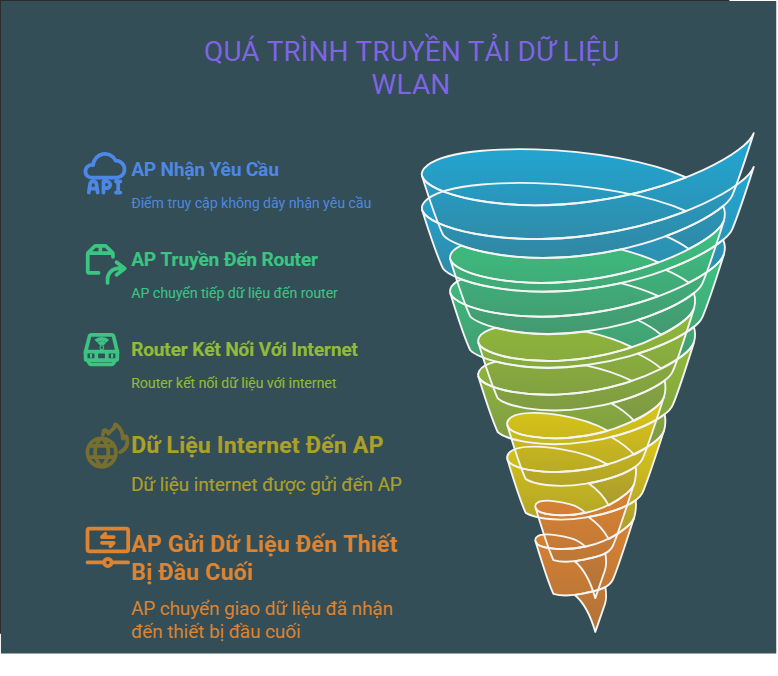 QUÁ TRÌNH TRUYỀN TẢI DỮ LIỆU
WLAN
API
AP Nhận Yêu Cầu
Điểm truy cập không dây nhận yêu cầu
AP Truyền Đến Router
AP chuyển tiếp dữ liệu đến router
Router Kết Nối Với Internet
Router kết nối dữ liệu với internet
Dữ Liệu Internet Đến AP
Dữ liệu internet được gửi đến AP
AP Gửi Dữ Liệu Đến Thiết
Bị Đầu Cuối
AP chuyển giao dữ liệu đã nhận
đến thiết bị đầu cuối